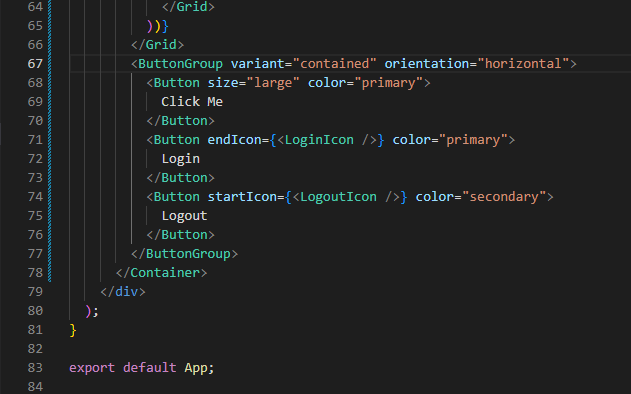 64 </Grid>
65 ))}
66 </Grid>
67 <ButtonGroup variant="contained" orientation="horizontal">
68 <Button size="large" color="primary">
69 Click Me
70 </Button>
71 <Button endIcon={<LoginIcon />} color="primary">
72 Login
73 </Button>
74 <Button startIcon={<LogoutIcon />} color="secondary">
75 Logout
76 </Button>
77 </ButtonGroup>
78 </Container>
79 </div>
80 );
81 }
82
83 export default App;
84